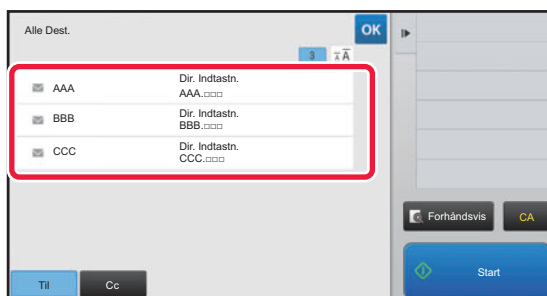 Alle Dest.
OK
3
AAA
Dir. Indtastn.
AAA.□□□
BBB
Dir. Indtastn.
BBB.□□□
CCC
Dir. Indtastn.
CCC.□□□
Forhåndsvis
CA
Til
Cc
Start